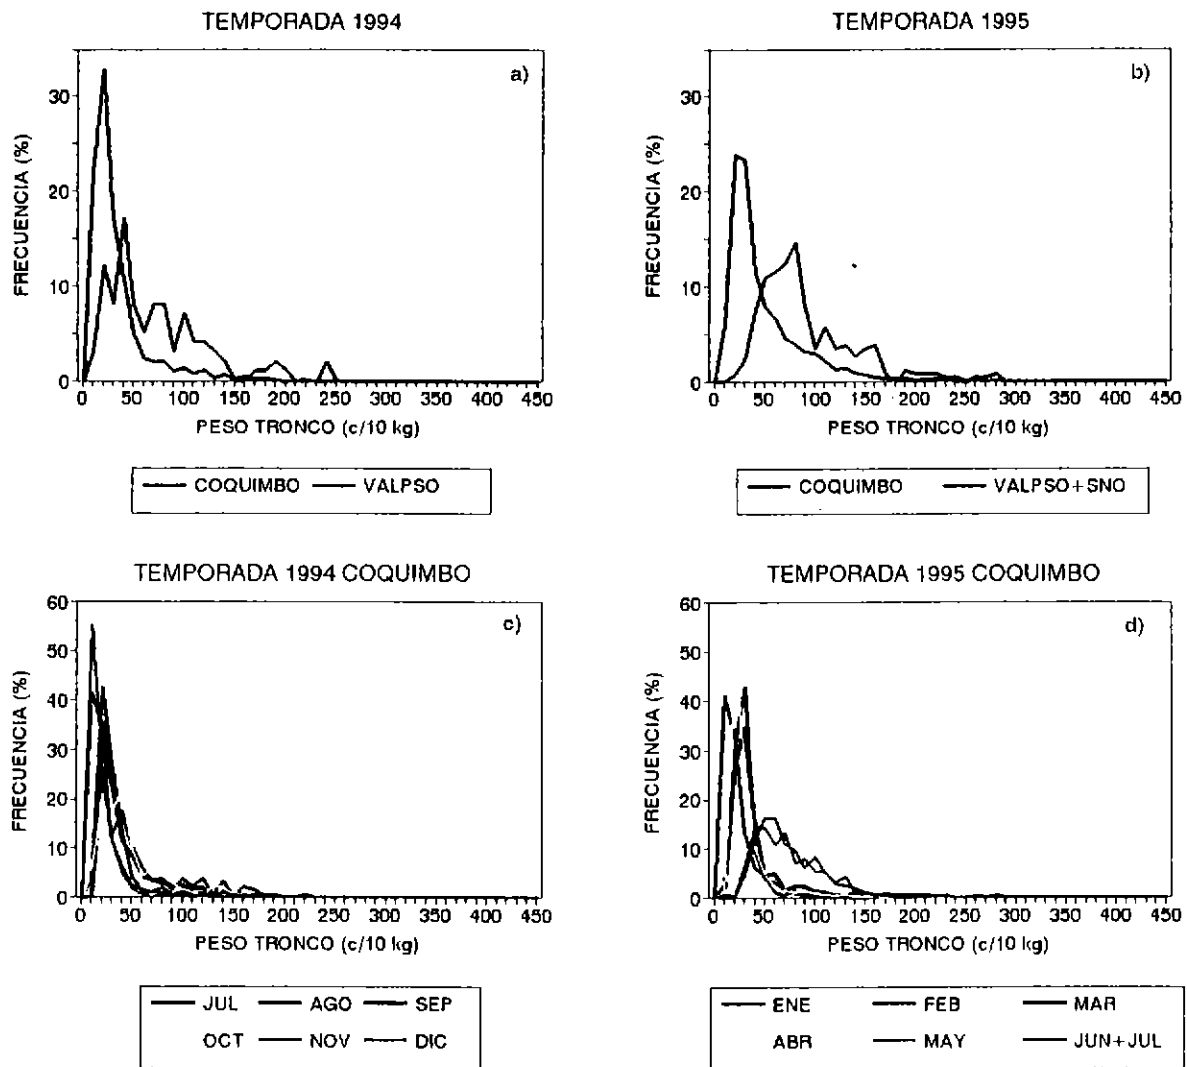 TEMPORADA 1994
a)
FRECUENCIA (%)
30
20
10
0
0 50 100 150 200 250 300 350 400 450
PESO TRONCO (c/10 kg)
COQUIMBO VALPSO
TEMPORADA 1995
b)
FRECUENCIA (%)
30
20
10
0
0 50 100 150 200 250 300 350 400 450
PESO TRONCO (c/10 kg)
COQUIMBO VALPSO+SNO
TEMPORADA 1994 COQUIMBO
c)
FRECUENCIA (%)
60
50
40
30
20
10
0
0 50 100 150 200 250 300 350 400 450
PESO TRONCO (c/10 kg)
JUL AGO SEP
OCT NOV DIC
TEMPORADA 1995 COQUIMBO
d)
FRECUENCIA (%)
60
50
40
30
20
10
0
0 50 100 150 200 250 300 350 400 450
PESO TRONCO (c/10 kg)
ENE FEB MAR
ABR MAY JUN+JUL